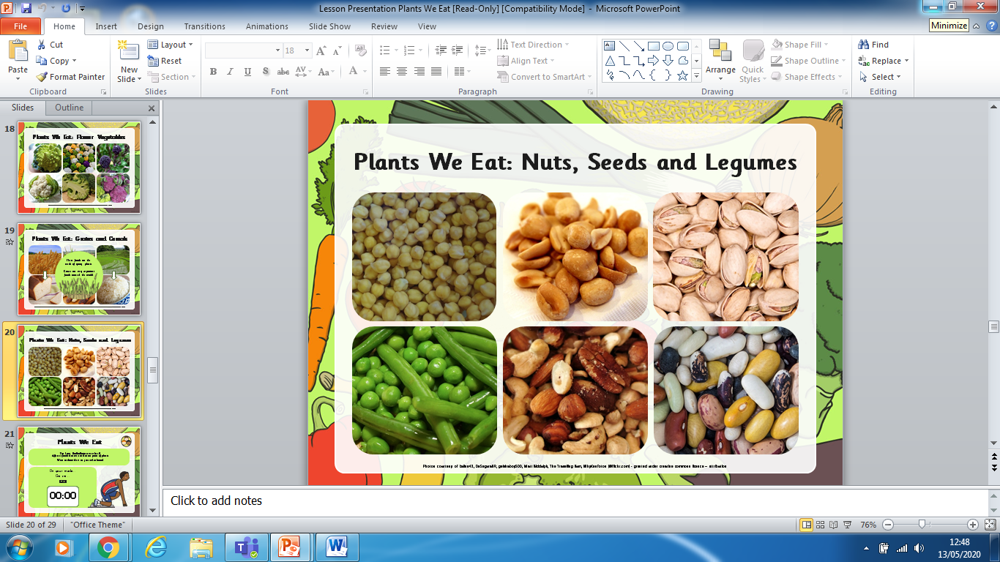 Lesson Presentation Plants We Eat [Read-Only] [Compatibility Mode] - Microsoft PowerPoint
File Home Insert Design Transitions Animations Slide Show Review View
Minimize
Paste
Cut
Copy
Format Painter
Clipboard
New Slide
Layout
Reset
Section
Slides
18
Font
Text Direction
Align Text
Convert to SmartArt
Paragraph
Arrange
Quick Styles
Shape Fill
Shape Outline
Shape Effects
Drawing
Find
Replace
Select
Editing
Slides Outline
18
Plants We Eat: Flower Vegetables
19
Plants We Eat: Grains and Cereals
20
Plants We Eat: Nuts, Seeds and Legumes
21
Plants We Eat
00:00
Plants We Eat: Nuts, Seeds and Legumes
Click to add notes
Slide 20 of 29 "Office Theme" 76%
12:48
13/05/2020